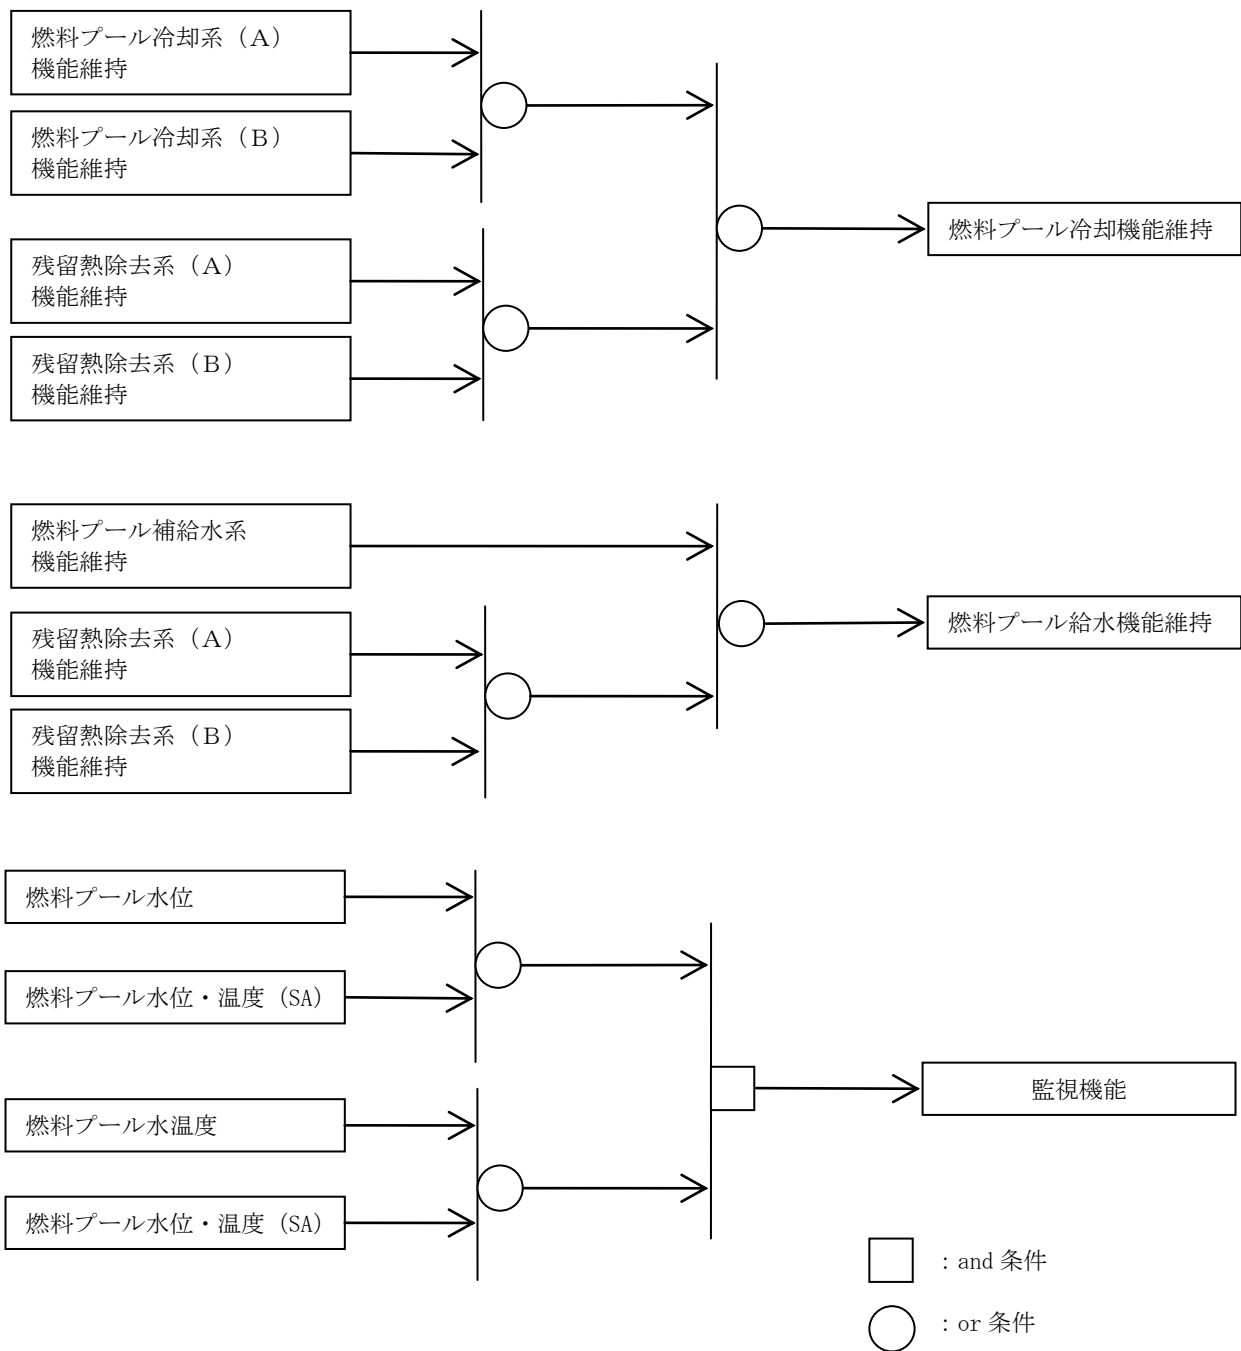 燃料プール冷却系(A)
機能維持
燃料プール冷却系(B)
機能維持
燃料プール冷却機能維持
残留熱除去系(A)
機能維持
残留熱除去系(B)
機能維持
燃料プール補給水系
機能維持
燃料プール給水機能維持
残留熱除去系(A)
機能維持
残留熱除去系(B)
機能維持
燃料プール水位
燃料プール水位・温度(SA)
監視機能
燃料プール水温度
燃料プール水位・温度(SA)
:and 条件
:or 条件